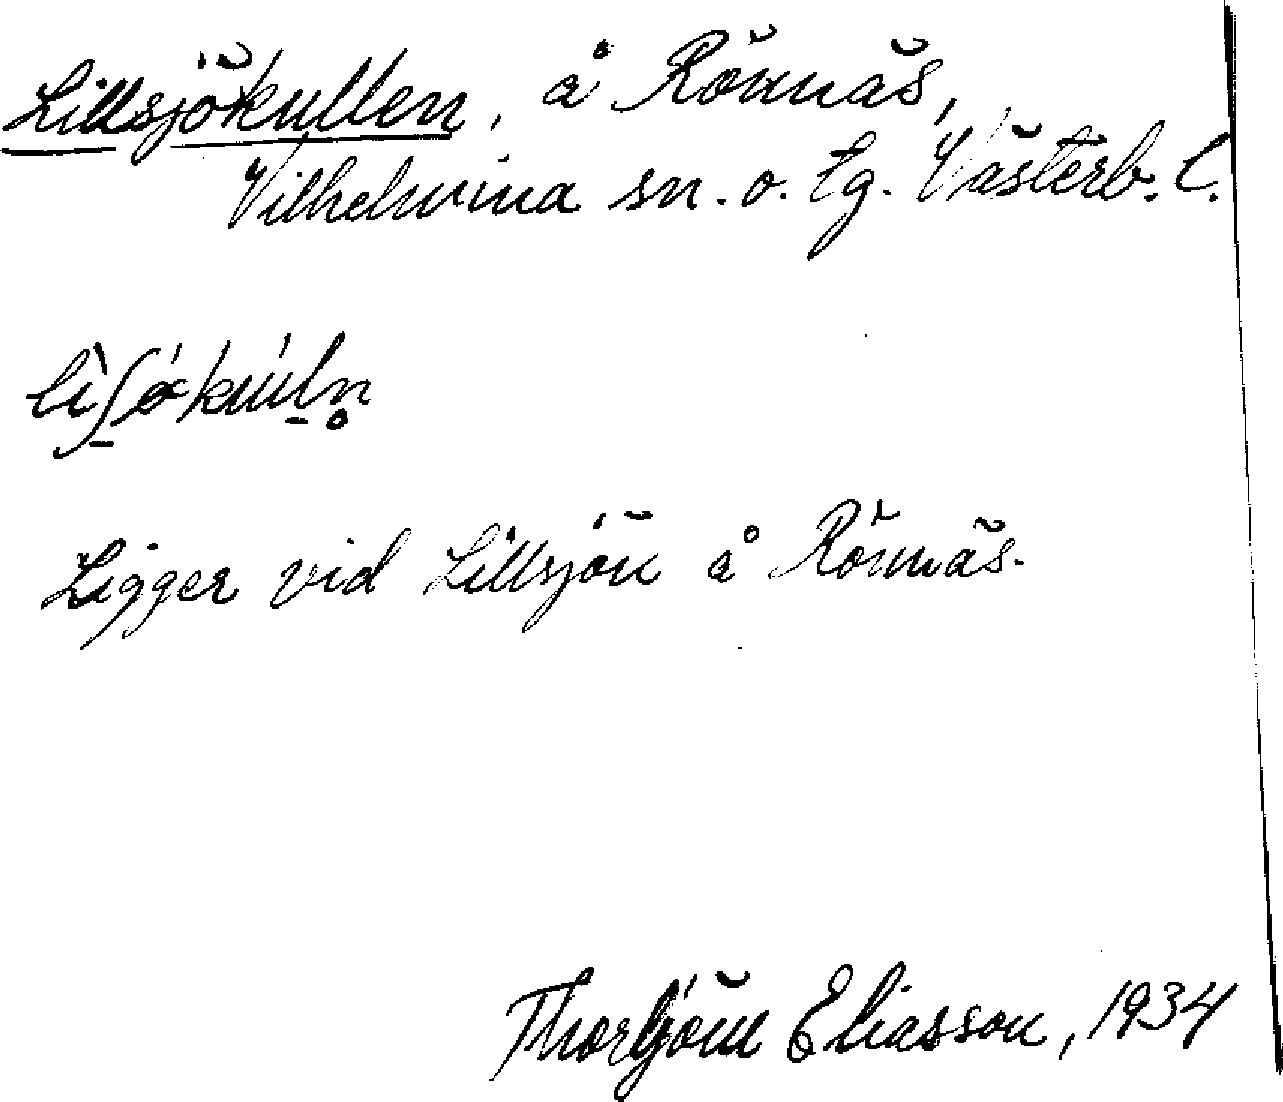 Lillsjökullen, å Rönnäs,
Vilhelmina sn. o. tg. Västerb. l.
Ligger vid Lillsjön å Rönnäs.
Thorbjörn Eliasson, 1934